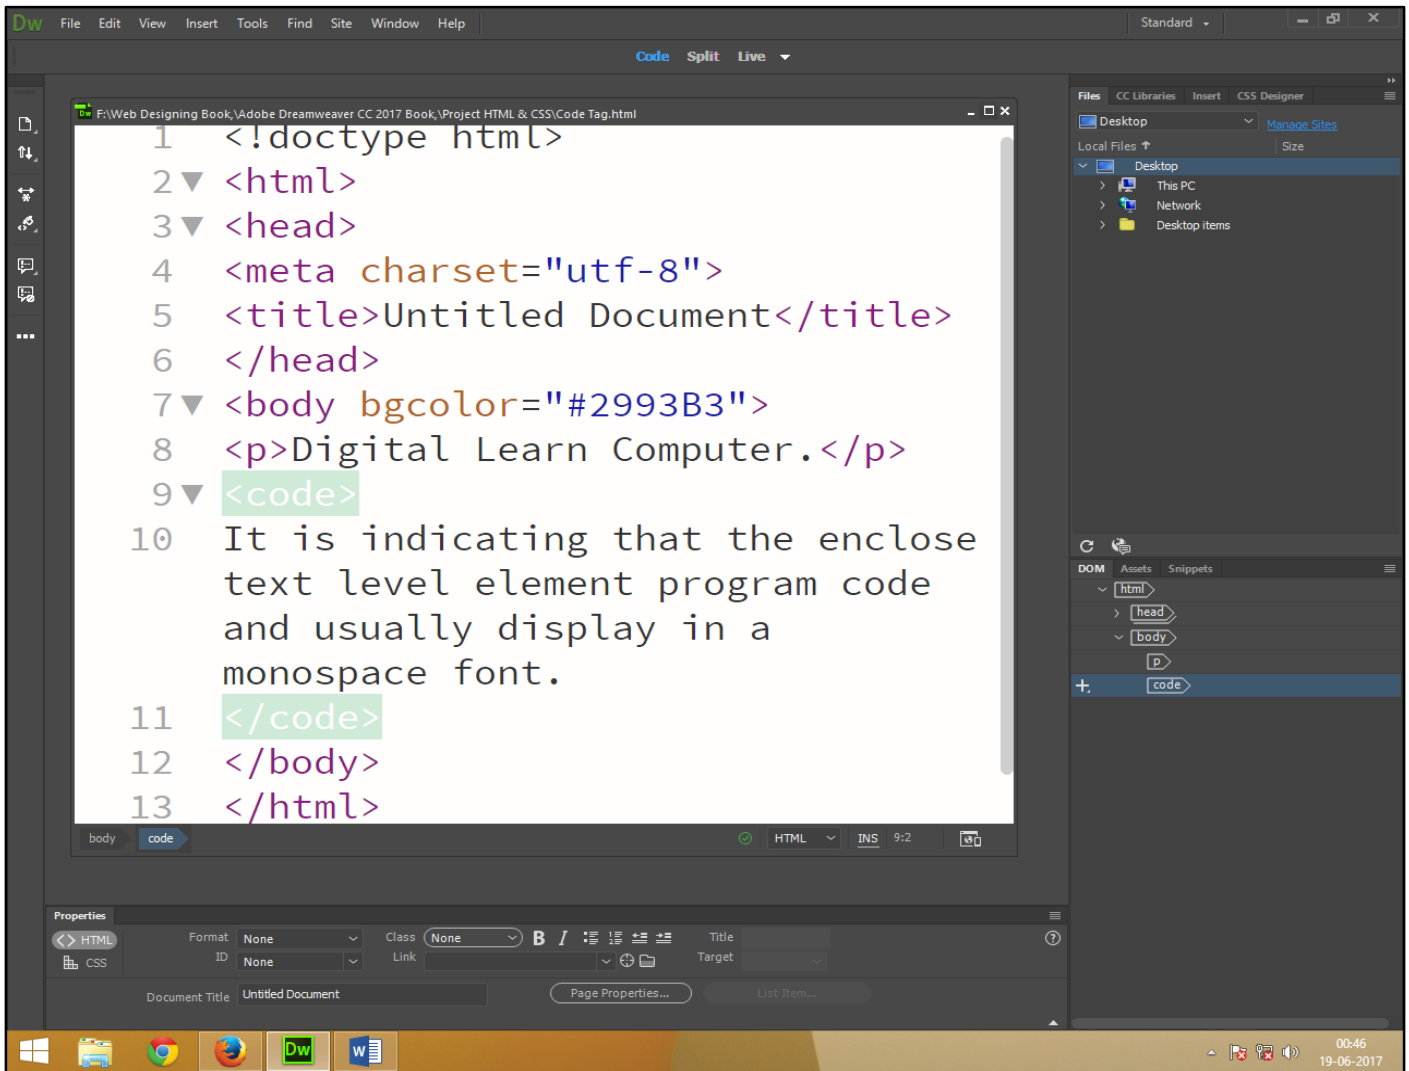 Dw File Edit View Insert Tools Find Site Window Help Standard
Code Split Live
F:\Web Designing Book,\Adobe Dreamweaver CC 2017 Book,\Project HTML & CSS\Code Tag.html
1 <!doctype html>
2 <html>
3 <head>
4 <meta charset="utf-8">
5 <title>Untitled Document</title>
6 </head>
7 <body bgcolor="#2993B3">
8 <p>Digital Learn Computer.</p>
9 <code>
10 It is indicating that the enclose
text level element program code
and usually display in a
monospace font.
11 </code>
12 </body>
13 </html>
body code HTML INS 9:2
Files CC Libraries Insert CSS Designer
Desktop Manage Sites
Local Files Size
Desktop
This PC
Network
Desktop items
DOM Assets Snippets
html
head
body
p
code
Properties
HTML Format None Class None B I Title
CSS ID None Link Target
Document Title Untitled Document Page Properties... List Item...
Dw W 00:46
19-06-2017